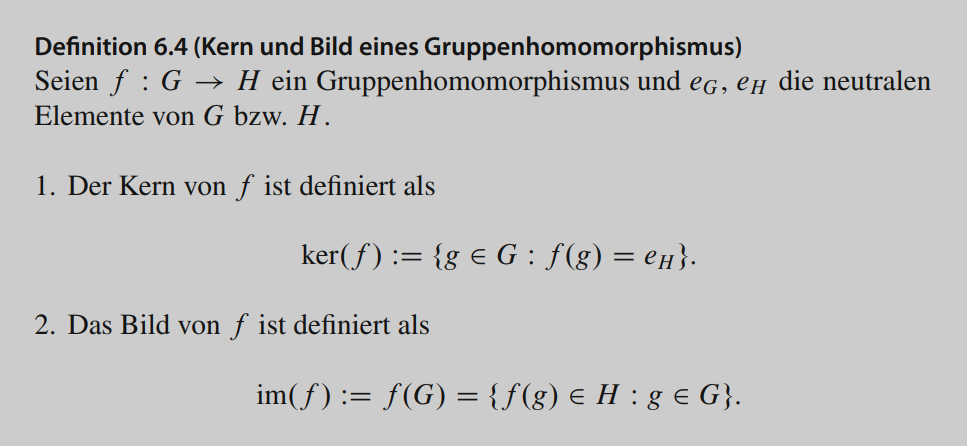 Definition 6.4 (Kern und Bild eines Gruppenhomomorphismus)
Seien f : G → H ein Gruppenhomomorphismus und e_G, e_H die neutralen
Elemente von G bzw. H.
1. Der Kern von f ist definiert als
ker(f) := {g ∈ G : f(g) = e_H}.
2. Das Bild von f ist definiert als
im(f) := f(G) = {f(g) ∈ H : g ∈ G}.